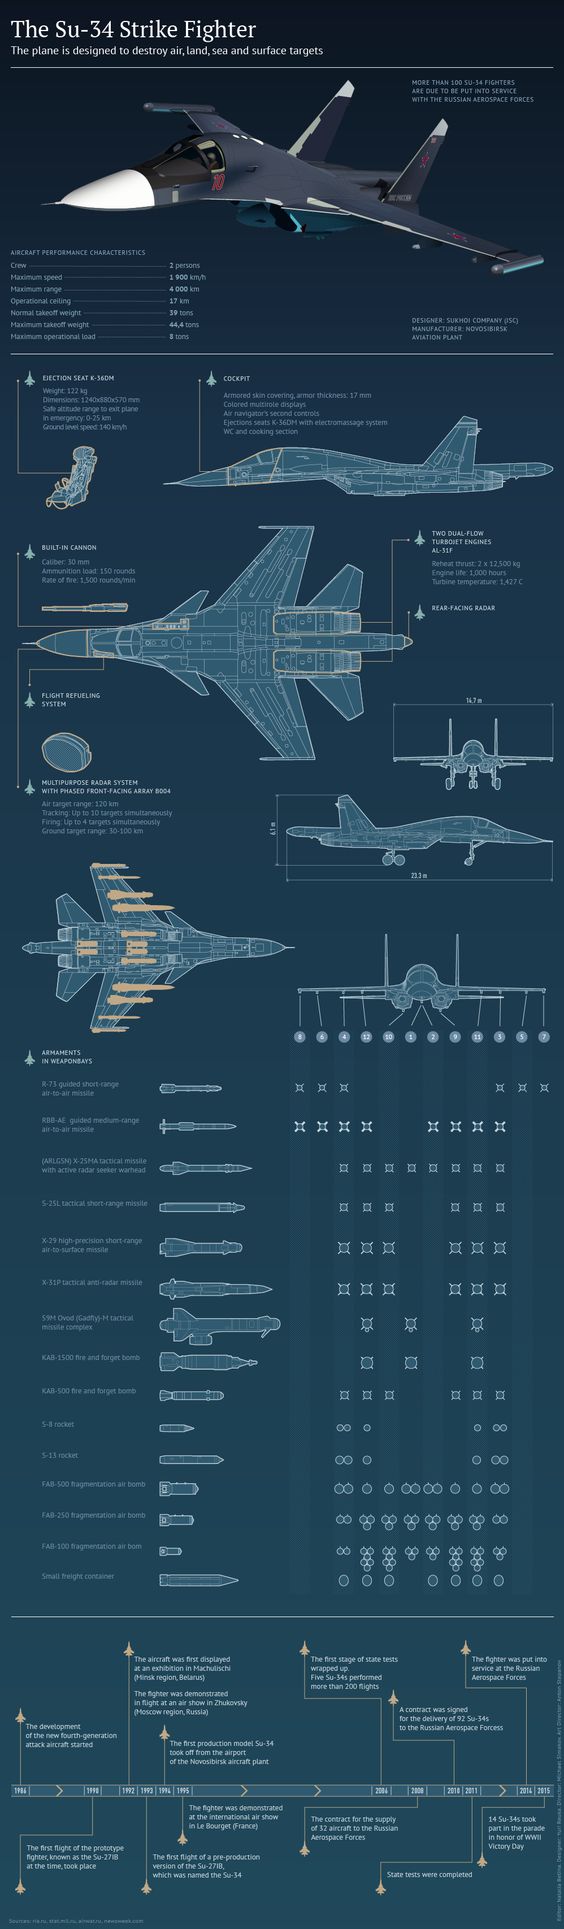 The Su-34 Strike Fighter
The plane is designed to destroy air, land, sea and surface targets
MORE THAN 100 SU-34 FIGHTERS
ARE DUE TO BE PUT INTO SERVICE
WITH THE RUSSIAN AEROSPACE FORCES
10
AIRCRAFT PERFORMANCE CHARACTERISTICS
Crew 2 persons
Maximum speed 1 900 km/h
Maximum range 4 000 km
Operational ceiling 17 km
Normal takeoff weight 39 tons
Maximum takeoff weight 44,4 tons
Maximum operational load 8 tons
DESIGNER: SUKHOI COMPANY (JSC)
MANUFACTURER: NOVOSIBIRSK
AVIATION PLANT
EJECTION SEAT K-36DM
Weight: 122 kg
Dimensions: 1240x880x570 mm
Safe altitude range to exit plane
in emergency: 0-25 km
Ground level speed: 140 kmyh
COCKPIT
Armored skin covering, armor thickness: 17 mm
Colored multirole displays
Air navigator's second controls
Ejections seats K-36DM with electromassage system
WC and cooking section
BUILT-IN CANNON
Caliber: 30 mm
Ammunition load: 150 rounds
Rate of fire: 1,500 rounds/min
TWO DUAL-FLOW
TURBOJET ENGINES
AL-31F
Reheat thrust: 2 x 12,500 kg
Engine life: 1,000 hours
Turbine temperature: 1,427 C
REAR-FACING RADAR
FLIGHT REFUELING
SYSTEM
14,7 m
MULTIPURPOSE RADAR SYSTEM
WITH PHASED FRONT-FACING ARRAY B004
Air target range: 120 km
Tracking: Up to 10 targets simultaneously
Firing: Up to 4 targets simultaneously
Ground target range: 30-100 km
6,1 m
23,3 m
8 6 4 12 10 1 2 9 11 3 5 7
ARMAMENTS
IN WEAPONBAYS
R-73 guided short-range
air-to-air missile
RBB-AE guided medium-range
air-to-air missile
(ARLGSN) X-25MA tactical missile
with active radar seeker warhead
S-25L tactical short-range missile
X-29 high-precision short-range
air-to-surface missile
X-31P tactical anti-radar missile
59M Ovod (Gadfly)-M tactical
missile complex
KAB-1500 fire and forget bomb
KAB-500 fire and forget bomb
S-8 rocket
S-13 rocket
FAB-500 fragmentation air bomb
FAB-250 fragmentation air bomb
FAB-100 fragmentation air bom
Small freight container
The aircraft was first displayed
at an exhibition in Machulischi
(Minsk region, Belarus)
The fighter was demonstrated
in flight at an air show in Zhukovsky
(Moscow region, Russia)
The first stage of state tests
wrapped up.
Five Su-34s performed
more than 200 flights
The fighter was put into
service at the Russian
Aerospace Forces
A contract was signed
for the delivery of 92 Su-34s
to the Russian Aerospace Forcess
The development
of the new fourth-generation
attack aircraft started
The first production model Su-34
took off from the airport
of the Novosibirsk aircraft plant
1986 1990 1992 1993 1994 1995 2006 2008 2010 2011 2014 2015
The fighter was demonstrated
at the international air show
in Le Bourget (France)
The contract for the supply
of 32 aircraft to the Russian
Aerospace Forces
14 Su-34s took
part in the parade
in honor of WWII
Victory Day
The first flight of the prototype
fighter, known as the Su-27IB
at the time, took place
The first flight of a pre-production
version of the Su-27IB,
which was named the Su-34
State tests were completed
Sources: ria.ru, stat.mil.ru, airwar.ru, newsweek.com